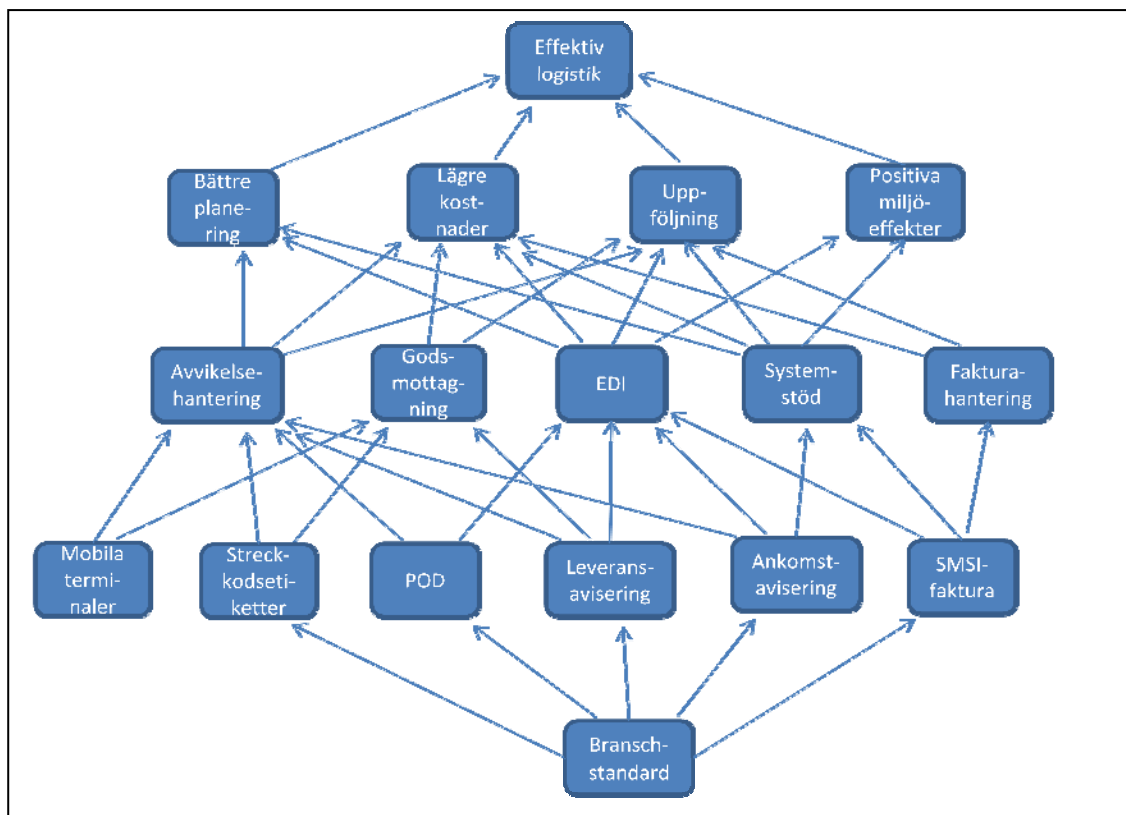 Effektiv
logistik
Bättre
plane-
ring
Lägre
kost-
nader
Upp-
följning
Positiva
miljö-
effekter
Avvikelse-
hantering
Gods-
mottag-
ning
EDI
System-
stöd
Faktura-
hantering
Mobila
termi-
naler
Streck-
kodseti-
ketter
POD
Leverans-
avisering
Ankomst-
avisering
SMSI-
faktura
Bransch-
standard